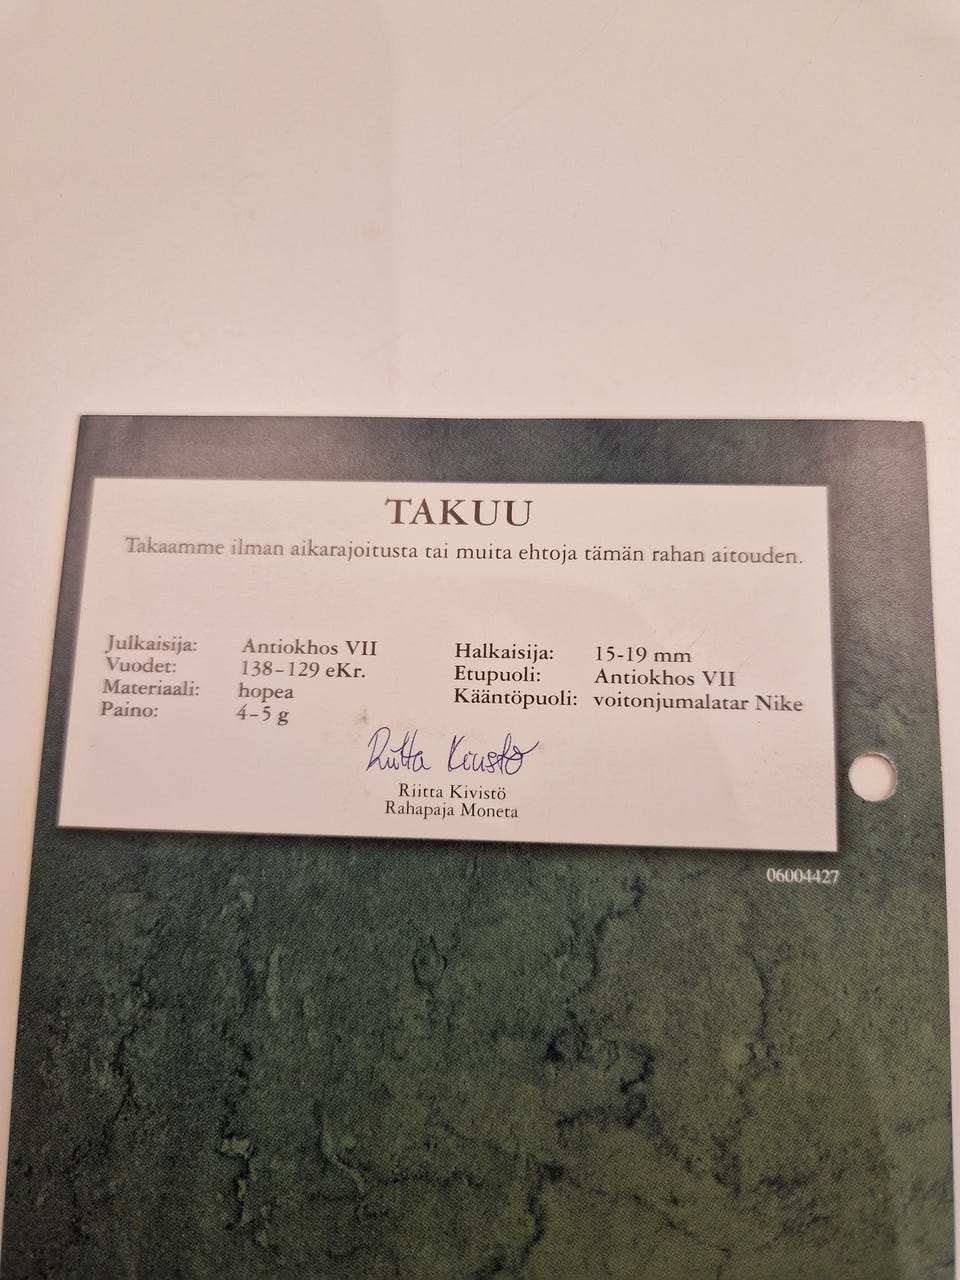 TAKUU
Takaamme ilman aikarajoitusta tai muita ehtoja tämän rahan aitouden.
Julkaisija: Antiokhos VII
Vuodet: 138–129 eKr.
Materiaali: hopea
Paino: 4–5 g
Halkaisija: 15-19 mm
Etupuoli: Antiokhos VII
Kääntöpuoli: voitonjumalatar Nike
Riitta Kivistö
Riitta Kivistö
Rahapaja Moneta
06004427